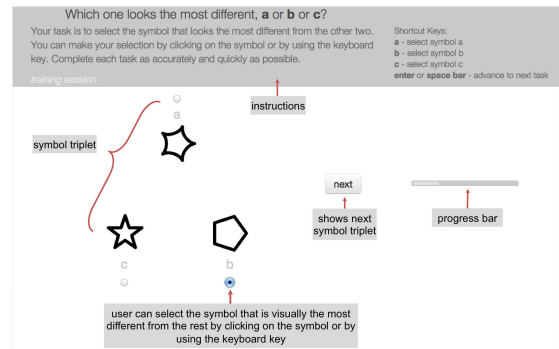 Which one looks the most different, a or b or c?
Your task is to select the symbol that looks the most different from the other two.
You can make your selection by clicking on the symbol or by using the keyboard
key. Complete each task as accurately and quickly as possible.
training session
Shortcut Keys:
a - select symbol a
b - select symbol b
c - select symbol c
enter or space bar - advance to next task
instructions
a
symbol triplet
next
shows next
symbol triplet
progress bar
c
b
user can select the symbol that is visually the most
different from the rest by clicking on the symbol or by
using the keyboard key